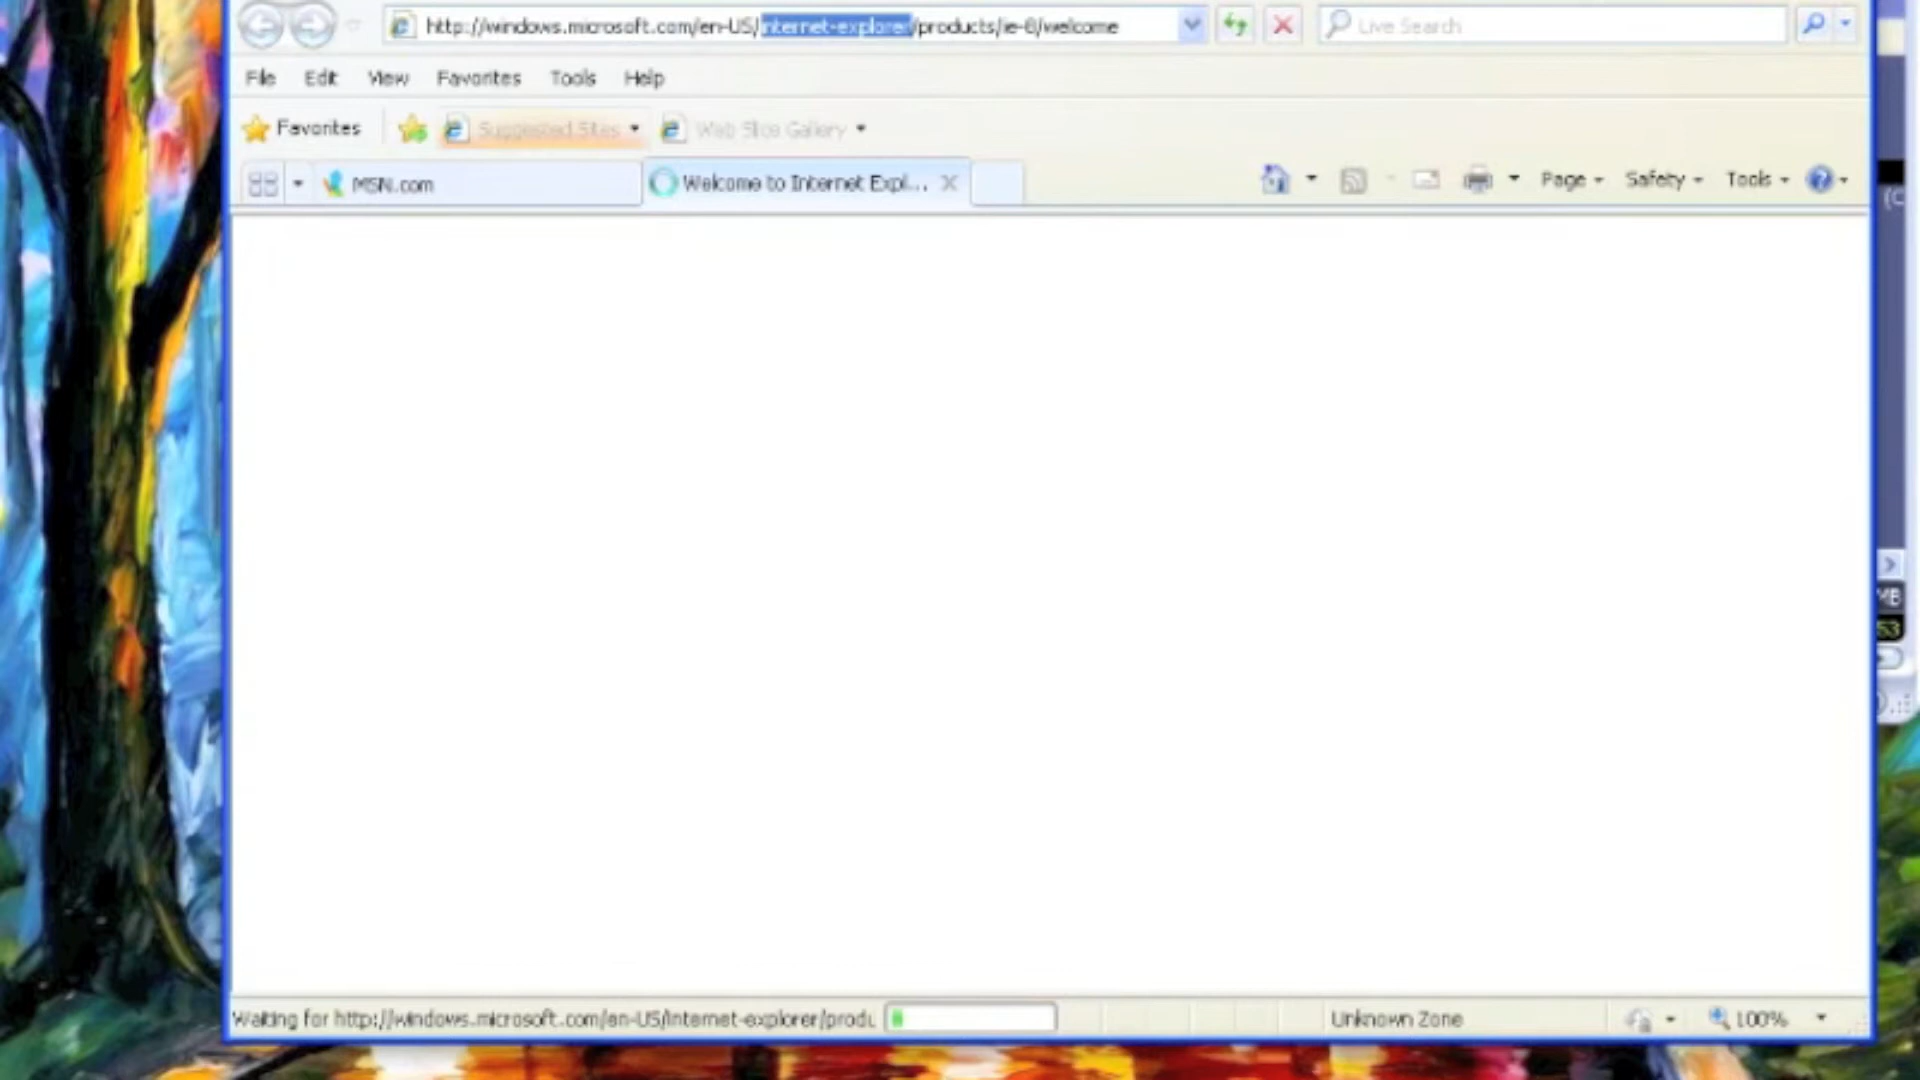 http://windows.microsoft.com/en-US/internet-explorer/products/ie-8/welcome
Live Search
File Edit View Favorites Tools Help
Favorites Suggested Sites Web Slice Gallery
MSN.com Welcome to Internet Expl... Page Safety Tools
(C
MB
53
Waiting for http://windows.microsoft.com/en-US/internet-explorer/produ Unknown Zone 100%